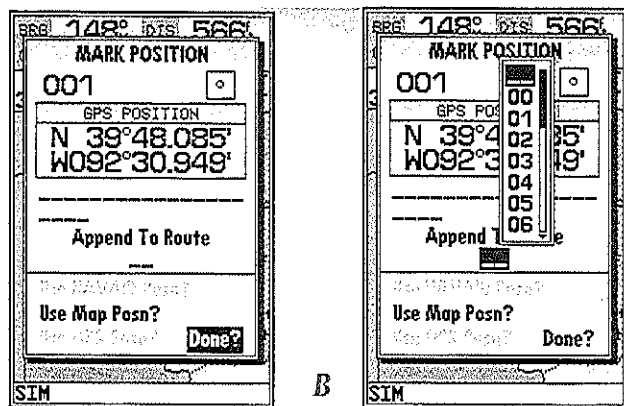 BRG 148° DIS 566
MARK POSITION
001
GPS POSITION
N 39°48.085'
W092°30.949'
Append To Route
Use Map Posn?
Done?
SIM
B
BRG 148° DIS 566
MARK POSITION
001
00
01
02
03
04
05
06
GPS POS
N 39°4 85'
W092°3 49'
Append T e
Use Map Posn?
Done?
SIM